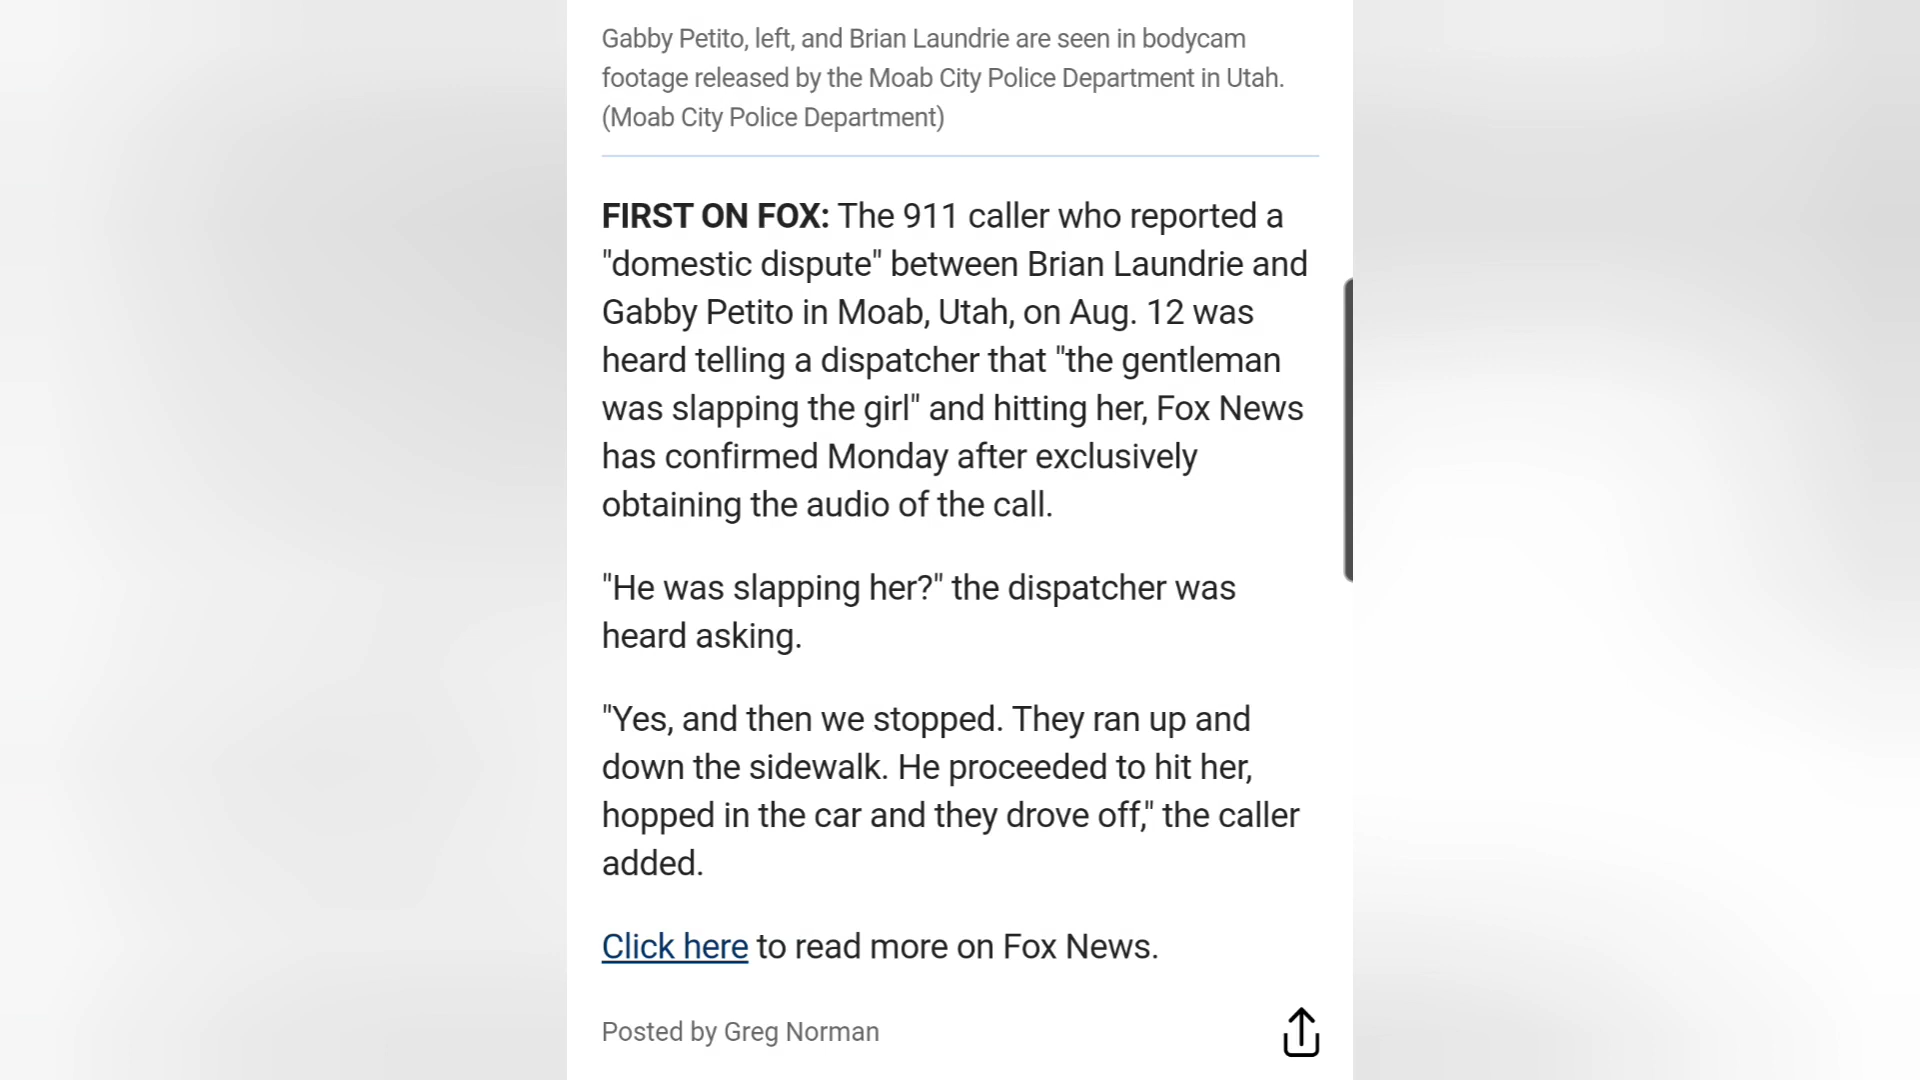 Gabby Petito, left, and Brian Laundrie are seen in bodycam
footage released by the Moab City Police Department in Utah.
(Moab City Police Department)
FIRST ON FOX: The 911 caller who reported a
"domestic dispute" between Brian Laundrie and
Gabby Petito in Moab, Utah, on Aug. 12 was
heard telling a dispatcher that "the gentleman
was slapping the girl" and hitting her, Fox News
has confirmed Monday after exclusively
obtaining the audio of the call.
"He was slapping her?" the dispatcher was
heard asking.
"Yes, and then we stopped. They ran up and
down the sidewalk. He proceeded to hit her,
hopped in the car and they drove off," the caller
added.
Click here to read more on Fox News.
Posted by Greg Norman